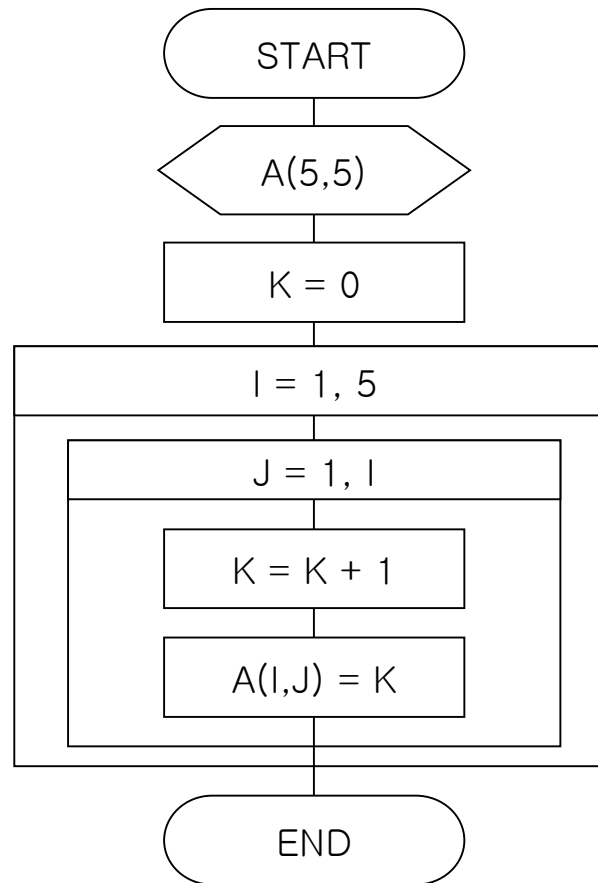 START
A(5,5)
K = 0
I = 1, 5
J = 1, I
K = K + 1
A(I,J) = K
END